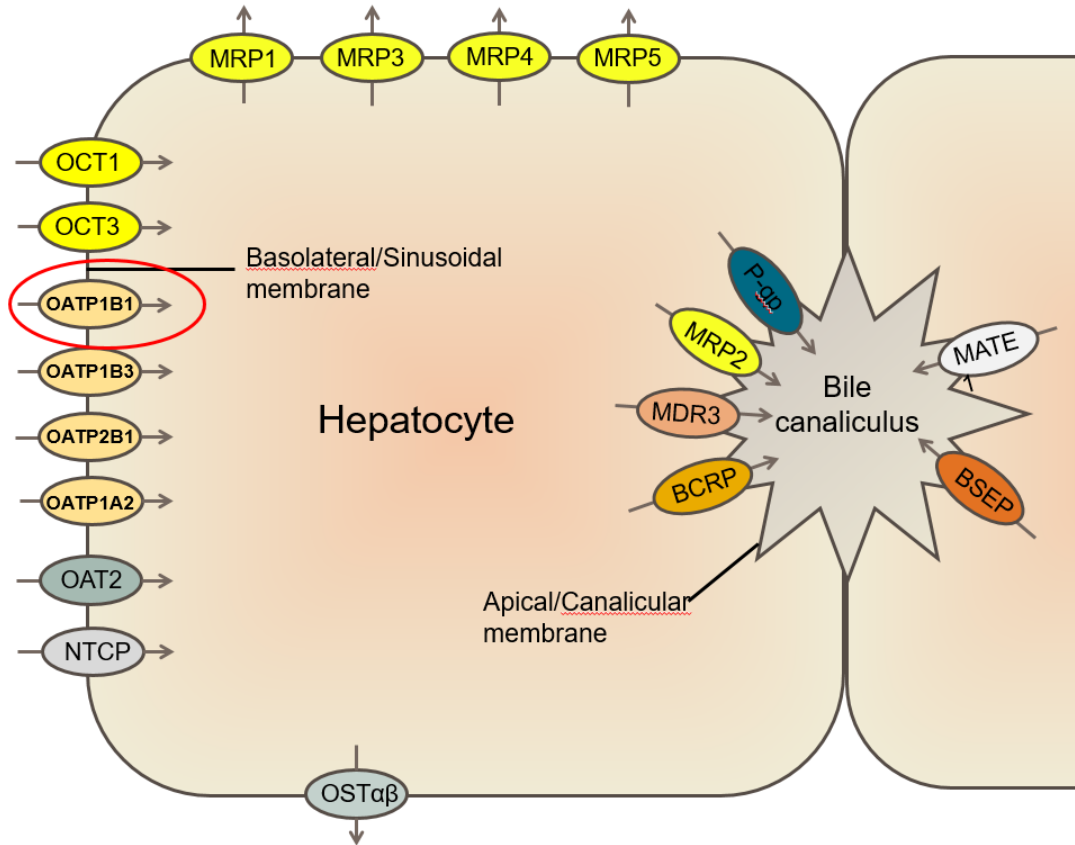 MRP1
MRP3
MRP4
MRP5
OCT1
OCT3
Basolateral/Sinusoidal
membrane
OATP1B1
OATP1B3
OATP2B1
OATP1A2
OAT2
NTCP
Hepatocyte
P-gp
MRP2
MDR3
BCRP
Bile
canaliculus
MATE
1
BSEP
Apical/Canalicular
membrane
OSTαβ